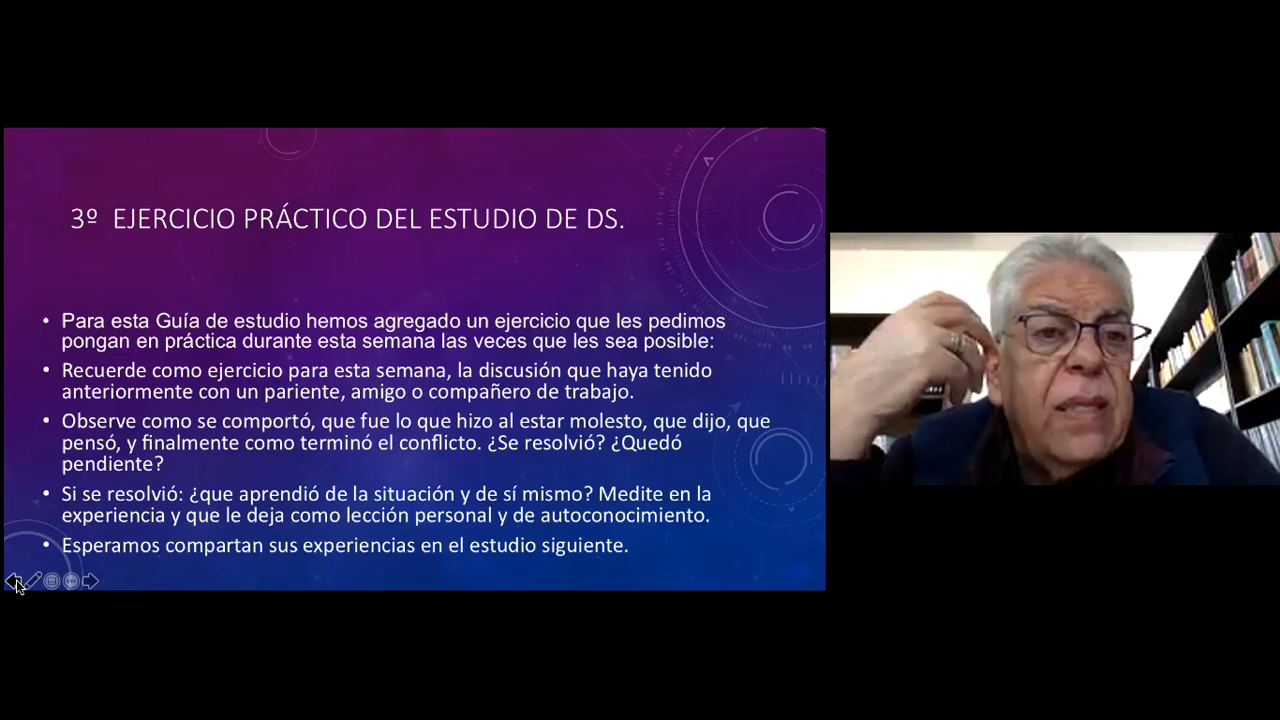 3º EJERCICIO PRÁCTICO DEL ESTUDIO DE DS.
• Para esta Guía de estudio hemos agregado un ejercicio que les pedimos
pongan en práctica durante esta semana las veces que les sea posible:
• Recuerde como ejercicio para esta semana, la discusión que haya tenido
anteriormente con un pariente, amigo o compañero de trabajo.
• Observe como se comportó, que fue lo que hizo al estar molesto, que dijo, que
pensó, y finalmente como terminó el conflicto. ¿Se resolvió? ¿Quedó
pendiente?
• Si se resolvió: ¿que aprendió de la situación y de sí mismo? Medite en la
experiencia y que le deja como lección personal y de autoconocimiento.
• Esperamos compartan sus experiencias en el estudio siguiente.